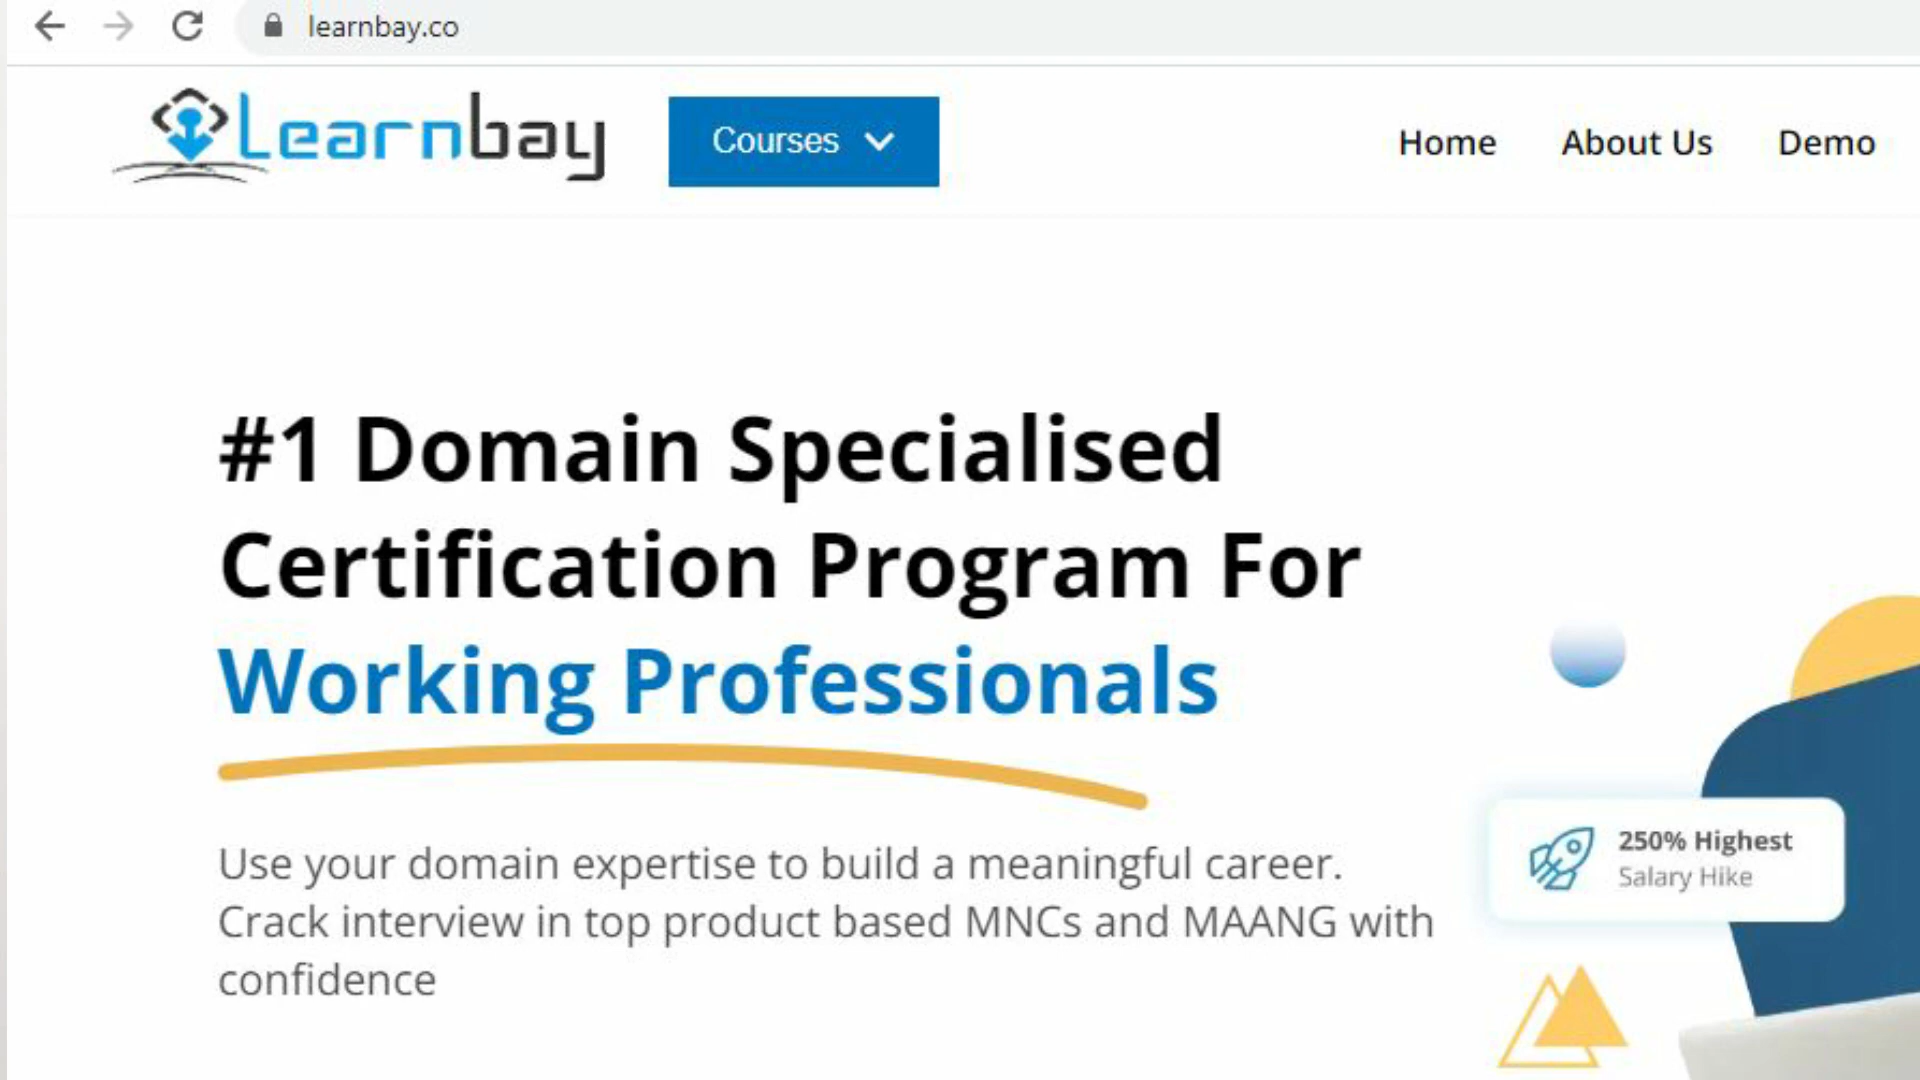 learnbay.co
Learnbay
Courses
Home About Us Demo
#1 Domain Specialised
Certification Program For
Working Professionals
Use your domain expertise to build a meaningful career.
Crack interview in top product based MNCs and MAANG with
confidence
250% Highest
Salary Hike